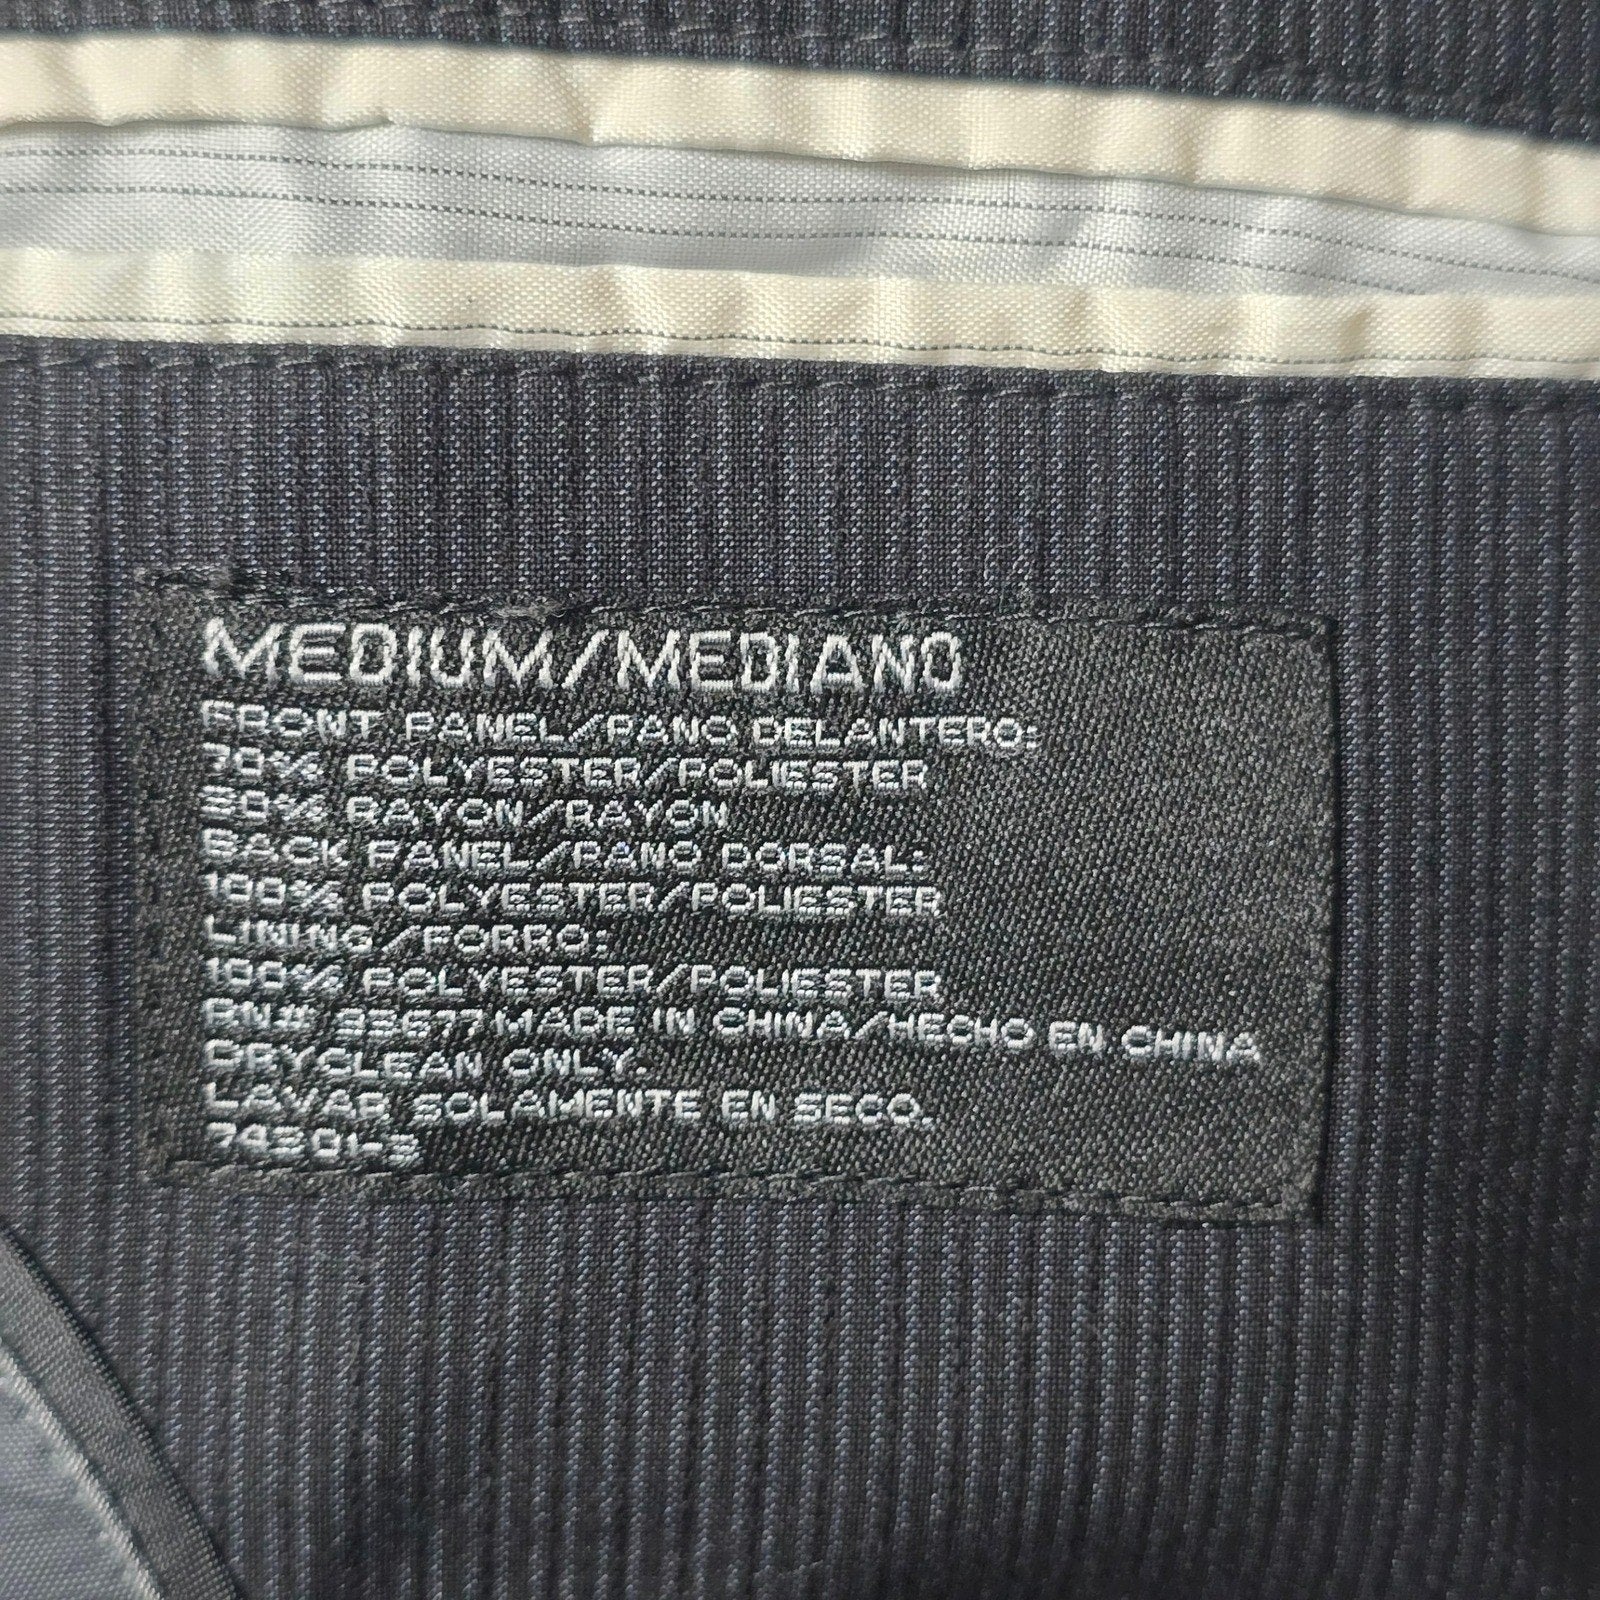 MEDIUM/MEDIANO
FRONT PANEL/PANO DELANTERO:
70% POLYESTER/POLIESTER
30% RAYON/RAYON
BACK PANEL/PANO DORSAL:
100% POLYESTER/POLIESTER
LINING/FORRO:
100% POLYESTER/POLIESTER
RN# MADE IN CHINA/HECHO EN CHINA
DRYCLEAN ONLY.
LAVAR SOLAMENTE EN SECO.